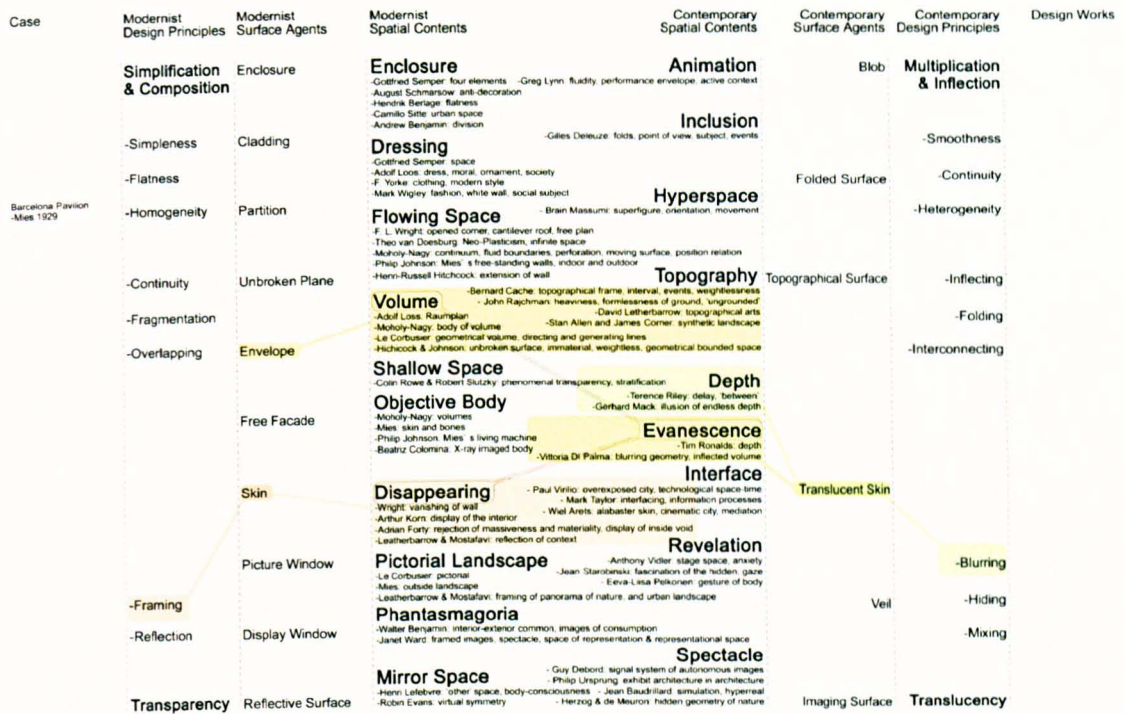 Case
Modernist
Design Principles
Modernist
Surface Agents
Modernist
Spatial Contents
Contemporary
Spatial Contents
Contemporary
Surface Agents
Contemporary
Design Principles
Design Works
Simplification
& Composition
-Simpleness
-Flatness
Barcelona Pavilion
-Mies 1929
-Homogeneity
-Continuity
-Fragmentation
-Overlapping
-Framing
-Reflection
Transparency
Enclosure
Cladding
Partition
Unbroken Plane
Envelope
Free Facade
Skin
Picture Window
Display Window
Reflective Surface
Enclosure
-Gottfried Semper: four elements
-August Schmarsow: anti-decoration
-Hendrik Berlage: flatness
-Camillo Sitte: urban space
-Andrew Benjamin: division
Dressing
-Gottfried Semper: space
-Adolf Loos: dress, moral, ornament, society
-F. Yorke: clothing, modern style
-Mark Wigley: fashion, white wall, social subject
Flowing Space
-F. L. Wright: opened corner, cantilever roof, free plan
-Theo van Doesburg: Neo-Plasticism, infinite space
-Moholy-Nagy: continuum, fluid boundaries, perforation, moving surface, position relation
-Philip Johnson: Mies` s free-standing walls, indoor and outdoor
-Henri-Russell Hitchcock: extension of wall
Volume
-Adolf Loss: Raumplan
-Moholy-Nagy: body of volume
-Le Corbusier: geometrical volume, directing and generating lines
-Hichcock & Johnson: unbroken surface, immaterial, weightless, geometrical bounded space
Shallow Space
-Colin Rowe & Robert Slutzky: phenomenal transparency, stratification
Objective Body
-Moholy-Nagy: volumes
-Mies: skin and bones
-Philip Johnson: Mies` s living machine
-Beatriz Colomina: X-ray imaged body
Disappearing
-Wright: vanishing of wall
-Arthur Korn: display of the interior
-Adrian Forty: rejection of massiveness and materiality, display of inside void
-Leatherbarrow & Mostafavi: reflection of context
Pictorial Landscape
-Le Corbusier: pictorial
-Mies: outside landscape
-Leatherbarrow & Mostafavi: framing of panorama of nature, and urban landscape
Phantasmagoria
-Walter Benjamin: interior-exterior common, images of consumption
-Janet Ward: framed images, spectacle, space of representation & representational space
Mirror Space
-Henri Lefebvre: 'other' space, body-consciousness
-Robin Evans: virtual symmetry
Animation
-Greg Lynn: fluidity, performance envelope, active context
Inclusion
-Gilles Deleuze: folds, point of view, subject, events
Hyperspace
- Brain Massumi: superfigure, orientation, movement
Topography
-Bernard Cache: topographical frame, interval, events, weightlessness
- John Rajchman: heaviness, formlessness of ground, 'ungrounded'
-David Letherbarrow: topographical arts
-Stan Allen and James Corner: synthetic landscape
Depth
-Terence Riley: delay, 'between'
-Gerhard Mack: illusion of endless depth
Evanescence
-Tim Ronalds: depth
-Vittoria Di Palma: blurring geometry, inflected volume
Interface
- Paul Virilio: overexposed city, technological space-time
- Mark Taylor: interfacing, information processes
- Wiel Arets: alabaster skin, cinematic city, mediation
Revelation
-Anthony Vidler: stage space, anxiety
-Jean Starobinski: fascination of the hidden, gaze
- Eeva-Liisa Pelkonen: gesture of body
Spectacle
- Guy Debord: signal system of autonomous images
- Philip Ursprung: exhibit architecture in architecture
- Jean Baudrillard: simulation, hyperreal
- Herzog & de Meuron: hidden geometry of nature
Blob
Folded Surface
Topographical Surface
Translucent Skin
Veil
Imaging Surface
Multiplication
& Inflection
-Smoothness
-Continuity
-Heterogeneity
-Inflecting
-Folding
-Interconnecting
-Blurring
-Hiding
-Mixing
Translucency